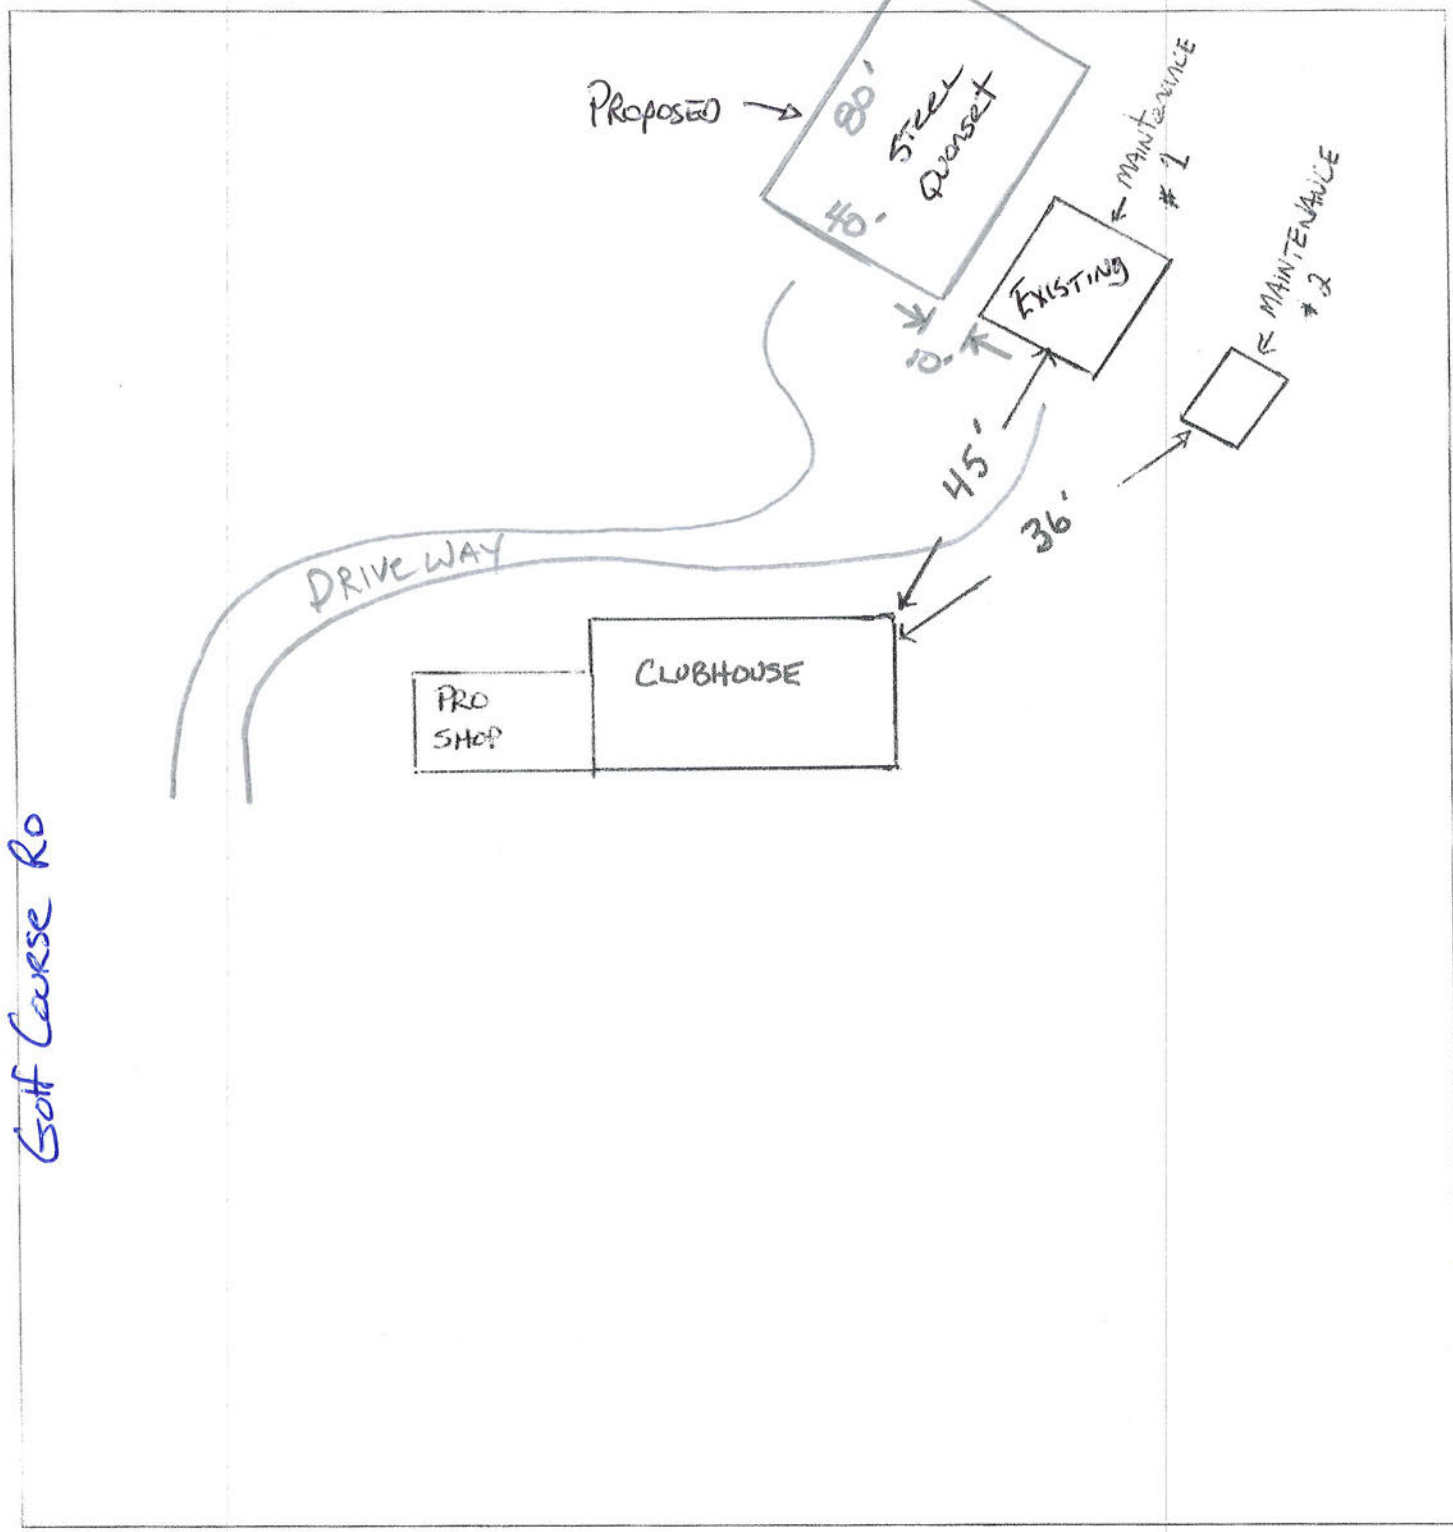 PROPOSED
80'
STEEL
QUONSET
40'
MAINTENANCE
# 1
EXISTING
MAINTENANCE
# 2
45'
36'
DRIVEWAY
CLUBHOUSE
PRO
SHOP
Golf Course RD